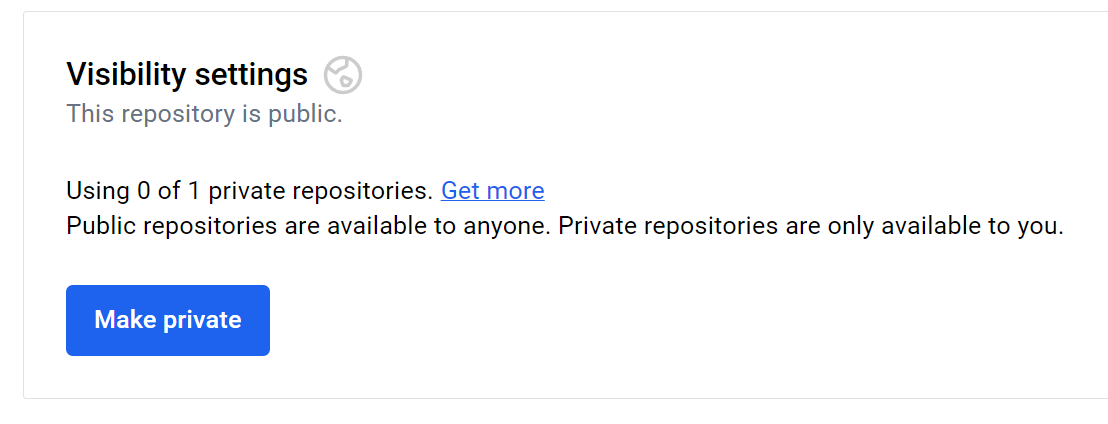 Visibility settings
This repository is public.
Using 0 of 1 private repositories. Get more
Public repositories are available to anyone. Private repositories are only available to you.
Make private